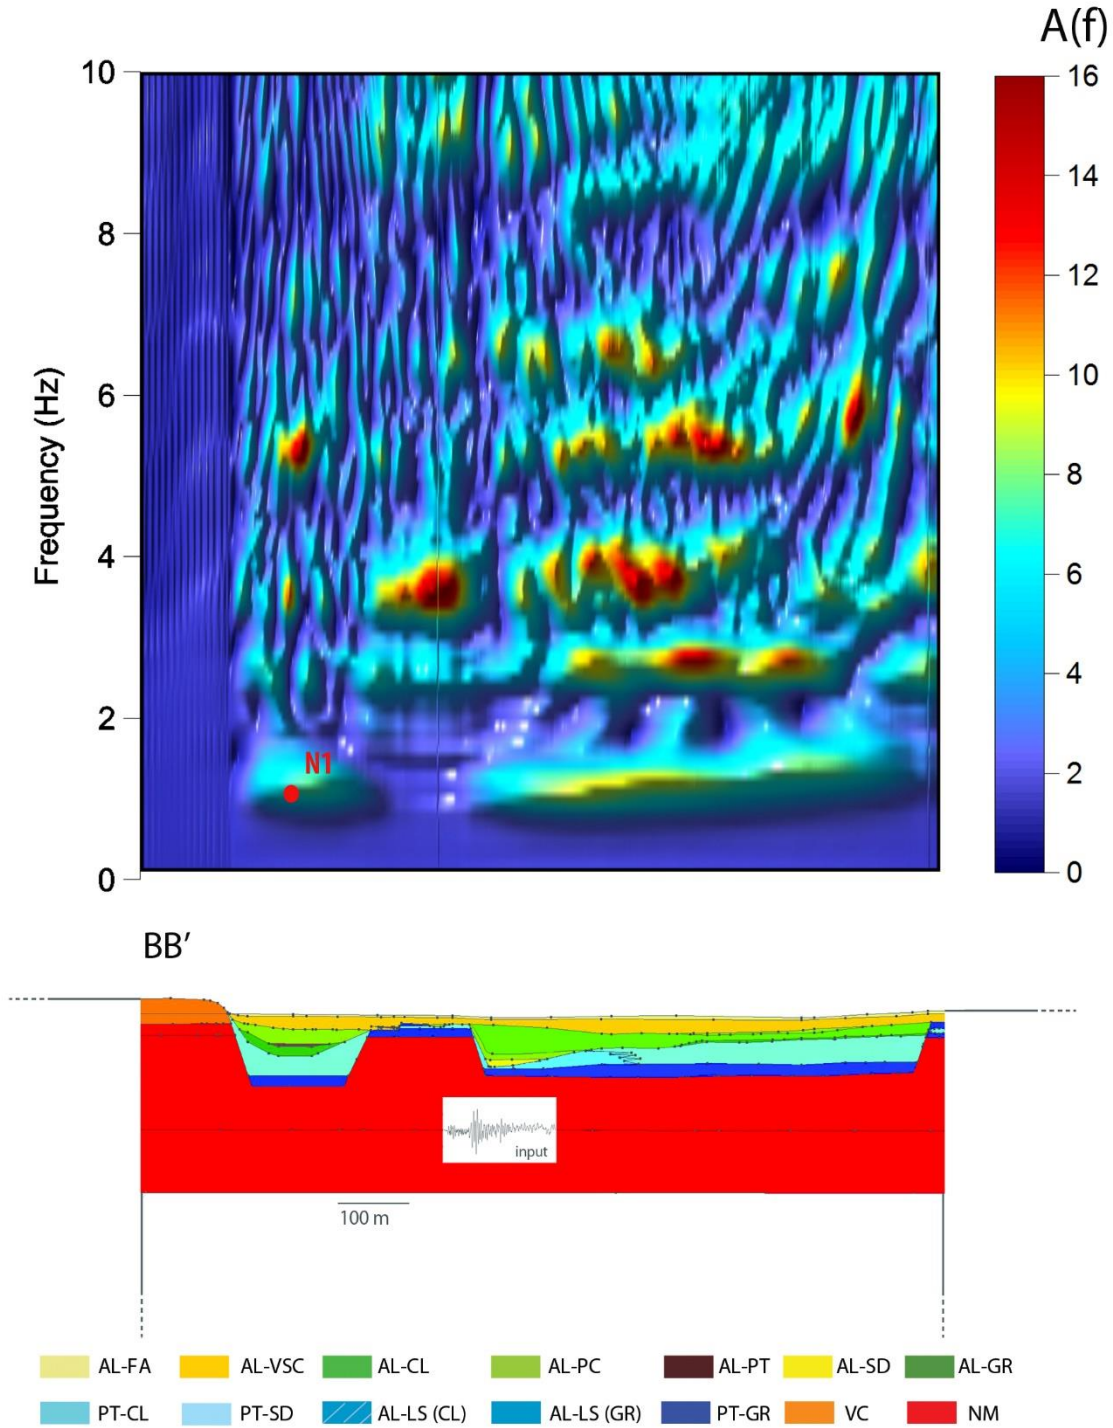 A(f)
10
8
6
4
2
0
Frequency (Hz)
N1
16
14
12
10
8
6
4
2
0
BB’
input
100 m
AL-FA AL-VSC AL-CL AL-PC AL-PT AL-SD AL-GR
PT-CL PT-SD AL-LS (CL) AL-LS (GR) PT-GR VC NM